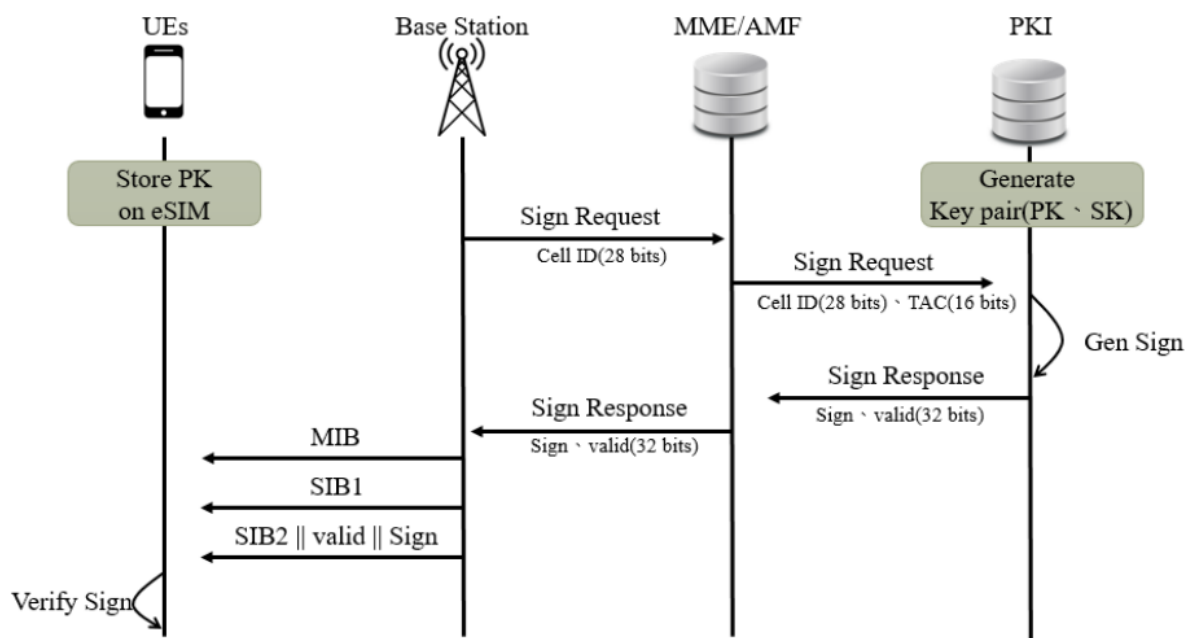 UEs
Base Station
MME/AMF
PKI
Store PK
on eSIM
Generate
Key pair(PK、SK)
Sign Request
Cell ID(28 bits)
Sign Request
Cell ID(28 bits)、TAC(16 bits)
Gen Sign
Sign Response
Sign、valid(32 bits)
Sign Response
Sign、valid(32 bits)
MIB
SIB1
SIB2 || valid || Sign
Verify Sign